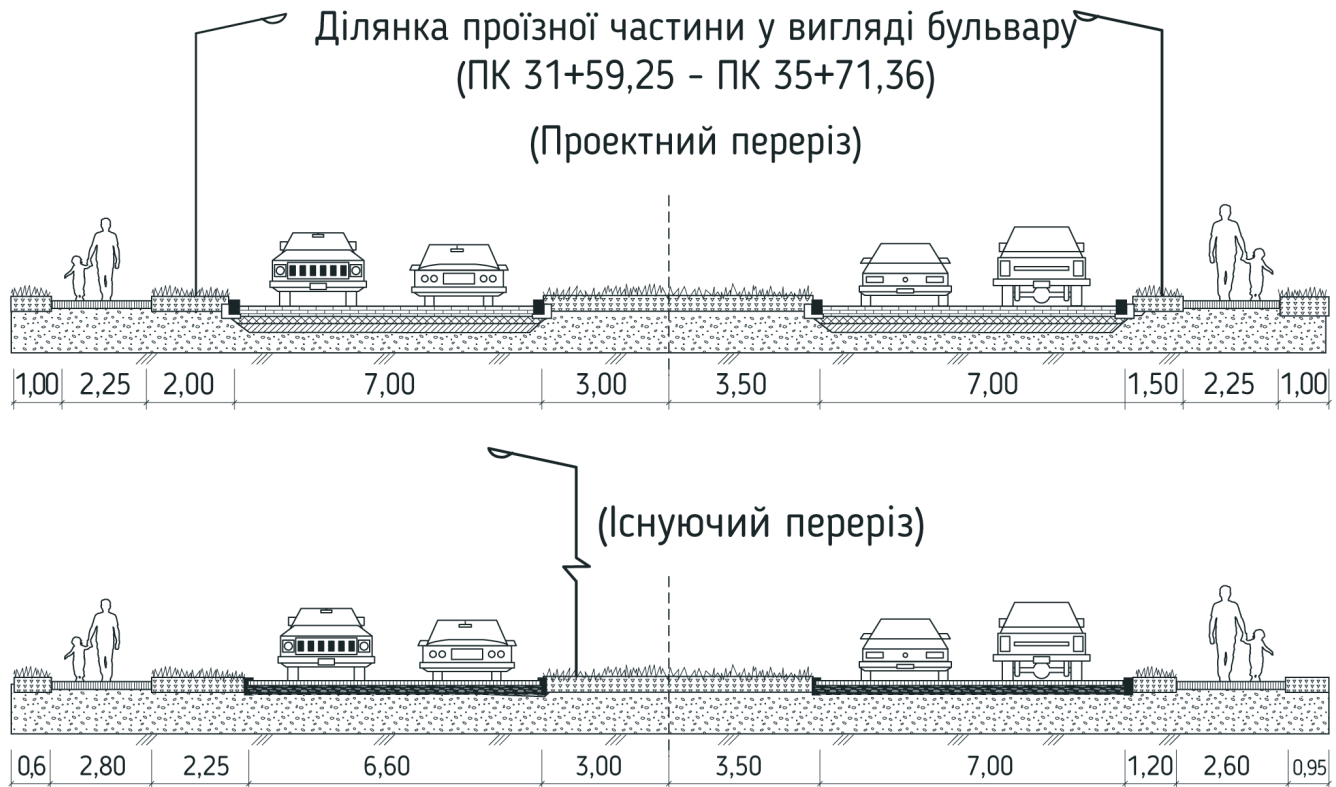 Ділянка проїзної частини у вигляді бульвару
(ПК 31+59,25 - ПК 35+71,36)
(Проектний переріз)
1,00 2,25 2,00 7,00 3,00 3,50 7,00 1,50 2,25 1,00
(Існуючий переріз)
0,6 2,80 2,25 6,60 3,00 3,50 7,00 1,20 2,60 0,95